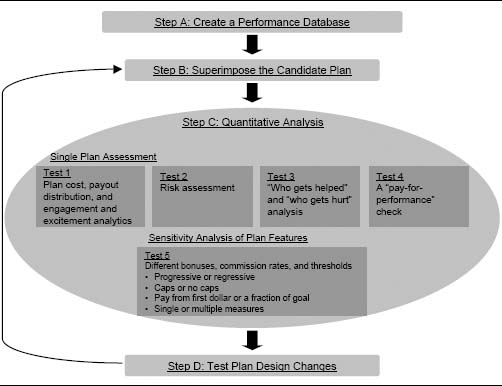 Step A: Create a Performance Database
Step B: Superimpose the Candidate Plan
Step C: Quantitative Analysis
Single Plan Assessment
Test 1
Plan cost, payout
distribution, and
engagement and
excitement analytics
Test 2
Risk assessment
Test 3
“Who gets helped”
and “who gets hurt”
analysis
Test 4
A “pay-for-
performance”
check
Sensitivity Analysis of Plan Features
Test 5
Different bonuses, commission rates, and thresholds
• Progressive or regressive
• Caps or no caps
• Pay from first dollar or a fraction of goal
• Single or multiple measures
Step D: Test Plan Design Changes